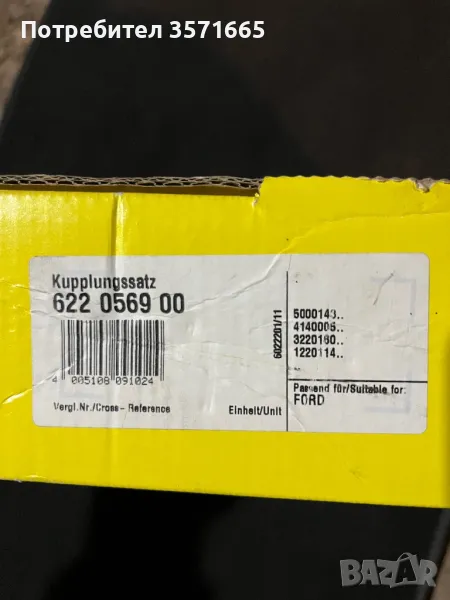 Потребител 3571665
Kupplungssatz
622 0569 00
4 005108 091024
Vergl.Nr./Cross- Reference
Einheit/Unit
6022201/11
5000140..
4140006..
3220160..
1220114..
Passend für/Suitable for:
FORD
BAZAR